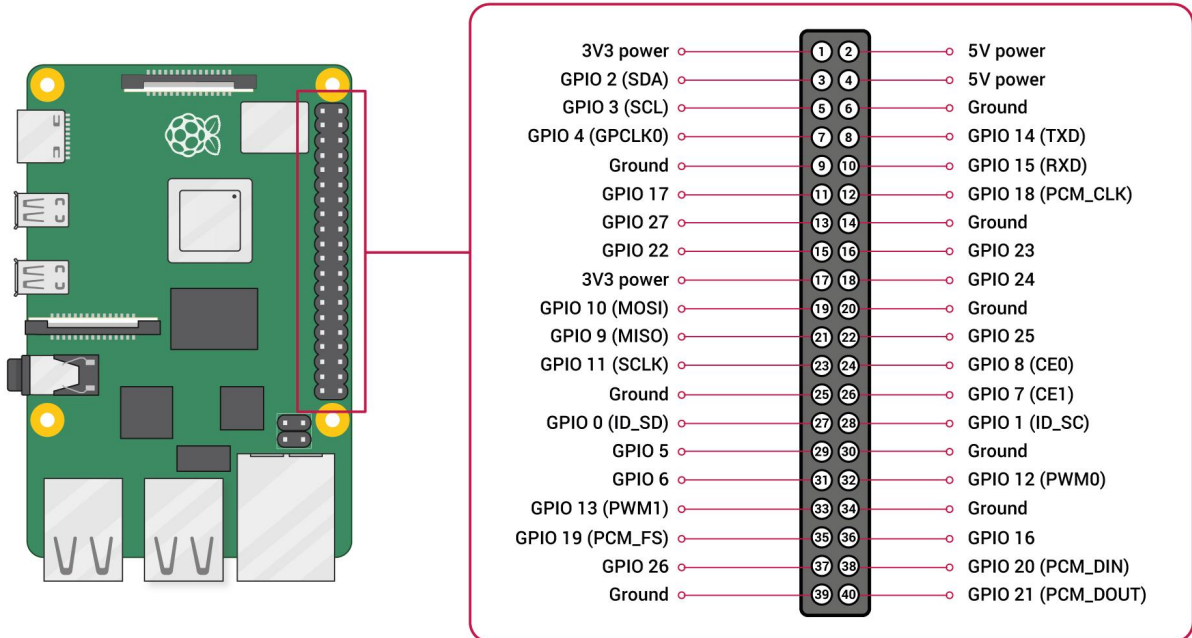 3V3 power 1 2 5V power
GPIO 2 (SDA) 3 4 5V power
GPIO 3 (SCL) 5 6 Ground
GPIO 4 (GPCLK0) 7 8 GPIO 14 (TXD)
Ground 9 10 GPIO 15 (RXD)
GPIO 17 11 12 GPIO 18 (PCM_CLK)
GPIO 27 13 14 Ground
GPIO 22 15 16 GPIO 23
3V3 power 17 18 GPIO 24
GPIO 10 (MOSI) 19 20 Ground
GPIO 9 (MISO) 21 22 GPIO 25
GPIO 11 (SCLK) 23 24 GPIO 8 (CE0)
Ground 25 26 GPIO 7 (CE1)
GPIO 0 (ID_SD) 27 28 GPIO 1 (ID_SC)
GPIO 5 29 30 Ground
GPIO 6 31 32 GPIO 12 (PWM0)
GPIO 13 (PWM1) 33 34 Ground
GPIO 19 (PCM_FS) 35 36 GPIO 16
GPIO 26 37 38 GPIO 20 (PCM_DIN)
Ground 39 40 GPIO 21 (PCM_DOUT)